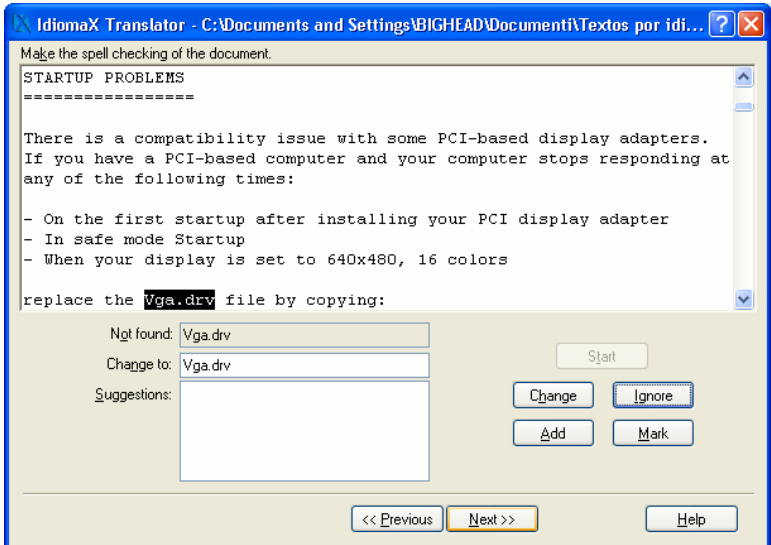 IdiomaX Translator - C:\Documents and Settings\BIGHEAD\Documenti\Textos por idi...
Make the spell checking of the document.
STARTUP PROBLEMS
=================
There is a compatibility issue with some PCI-based display adapters.
If you have a PCI-based computer and your computer stops responding at
any of the following times:
- On the first startup after installing your PCI display adapter
- In safe mode Startup
- When your display is set to 640x480, 16 colors
replace the Vga.drv file by copying:
Not found: Vga.drv
Change to: Vga.drv
Suggestions:
Start
Change Ignore
Add Mark
<< Previous Next >> Help